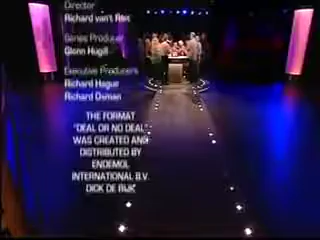 Director
Richard van't Riet
Series Producer
Glenn Hugill
Executive Producers
Richard Hague
Richard Osman
THE FORMAT
"DEAL OR NO DEAL"
WAS CREATED AND
DISTRIBUTED BY
ENDEMOL
INTERNATIONAL B.V.
DICK DE RIJK